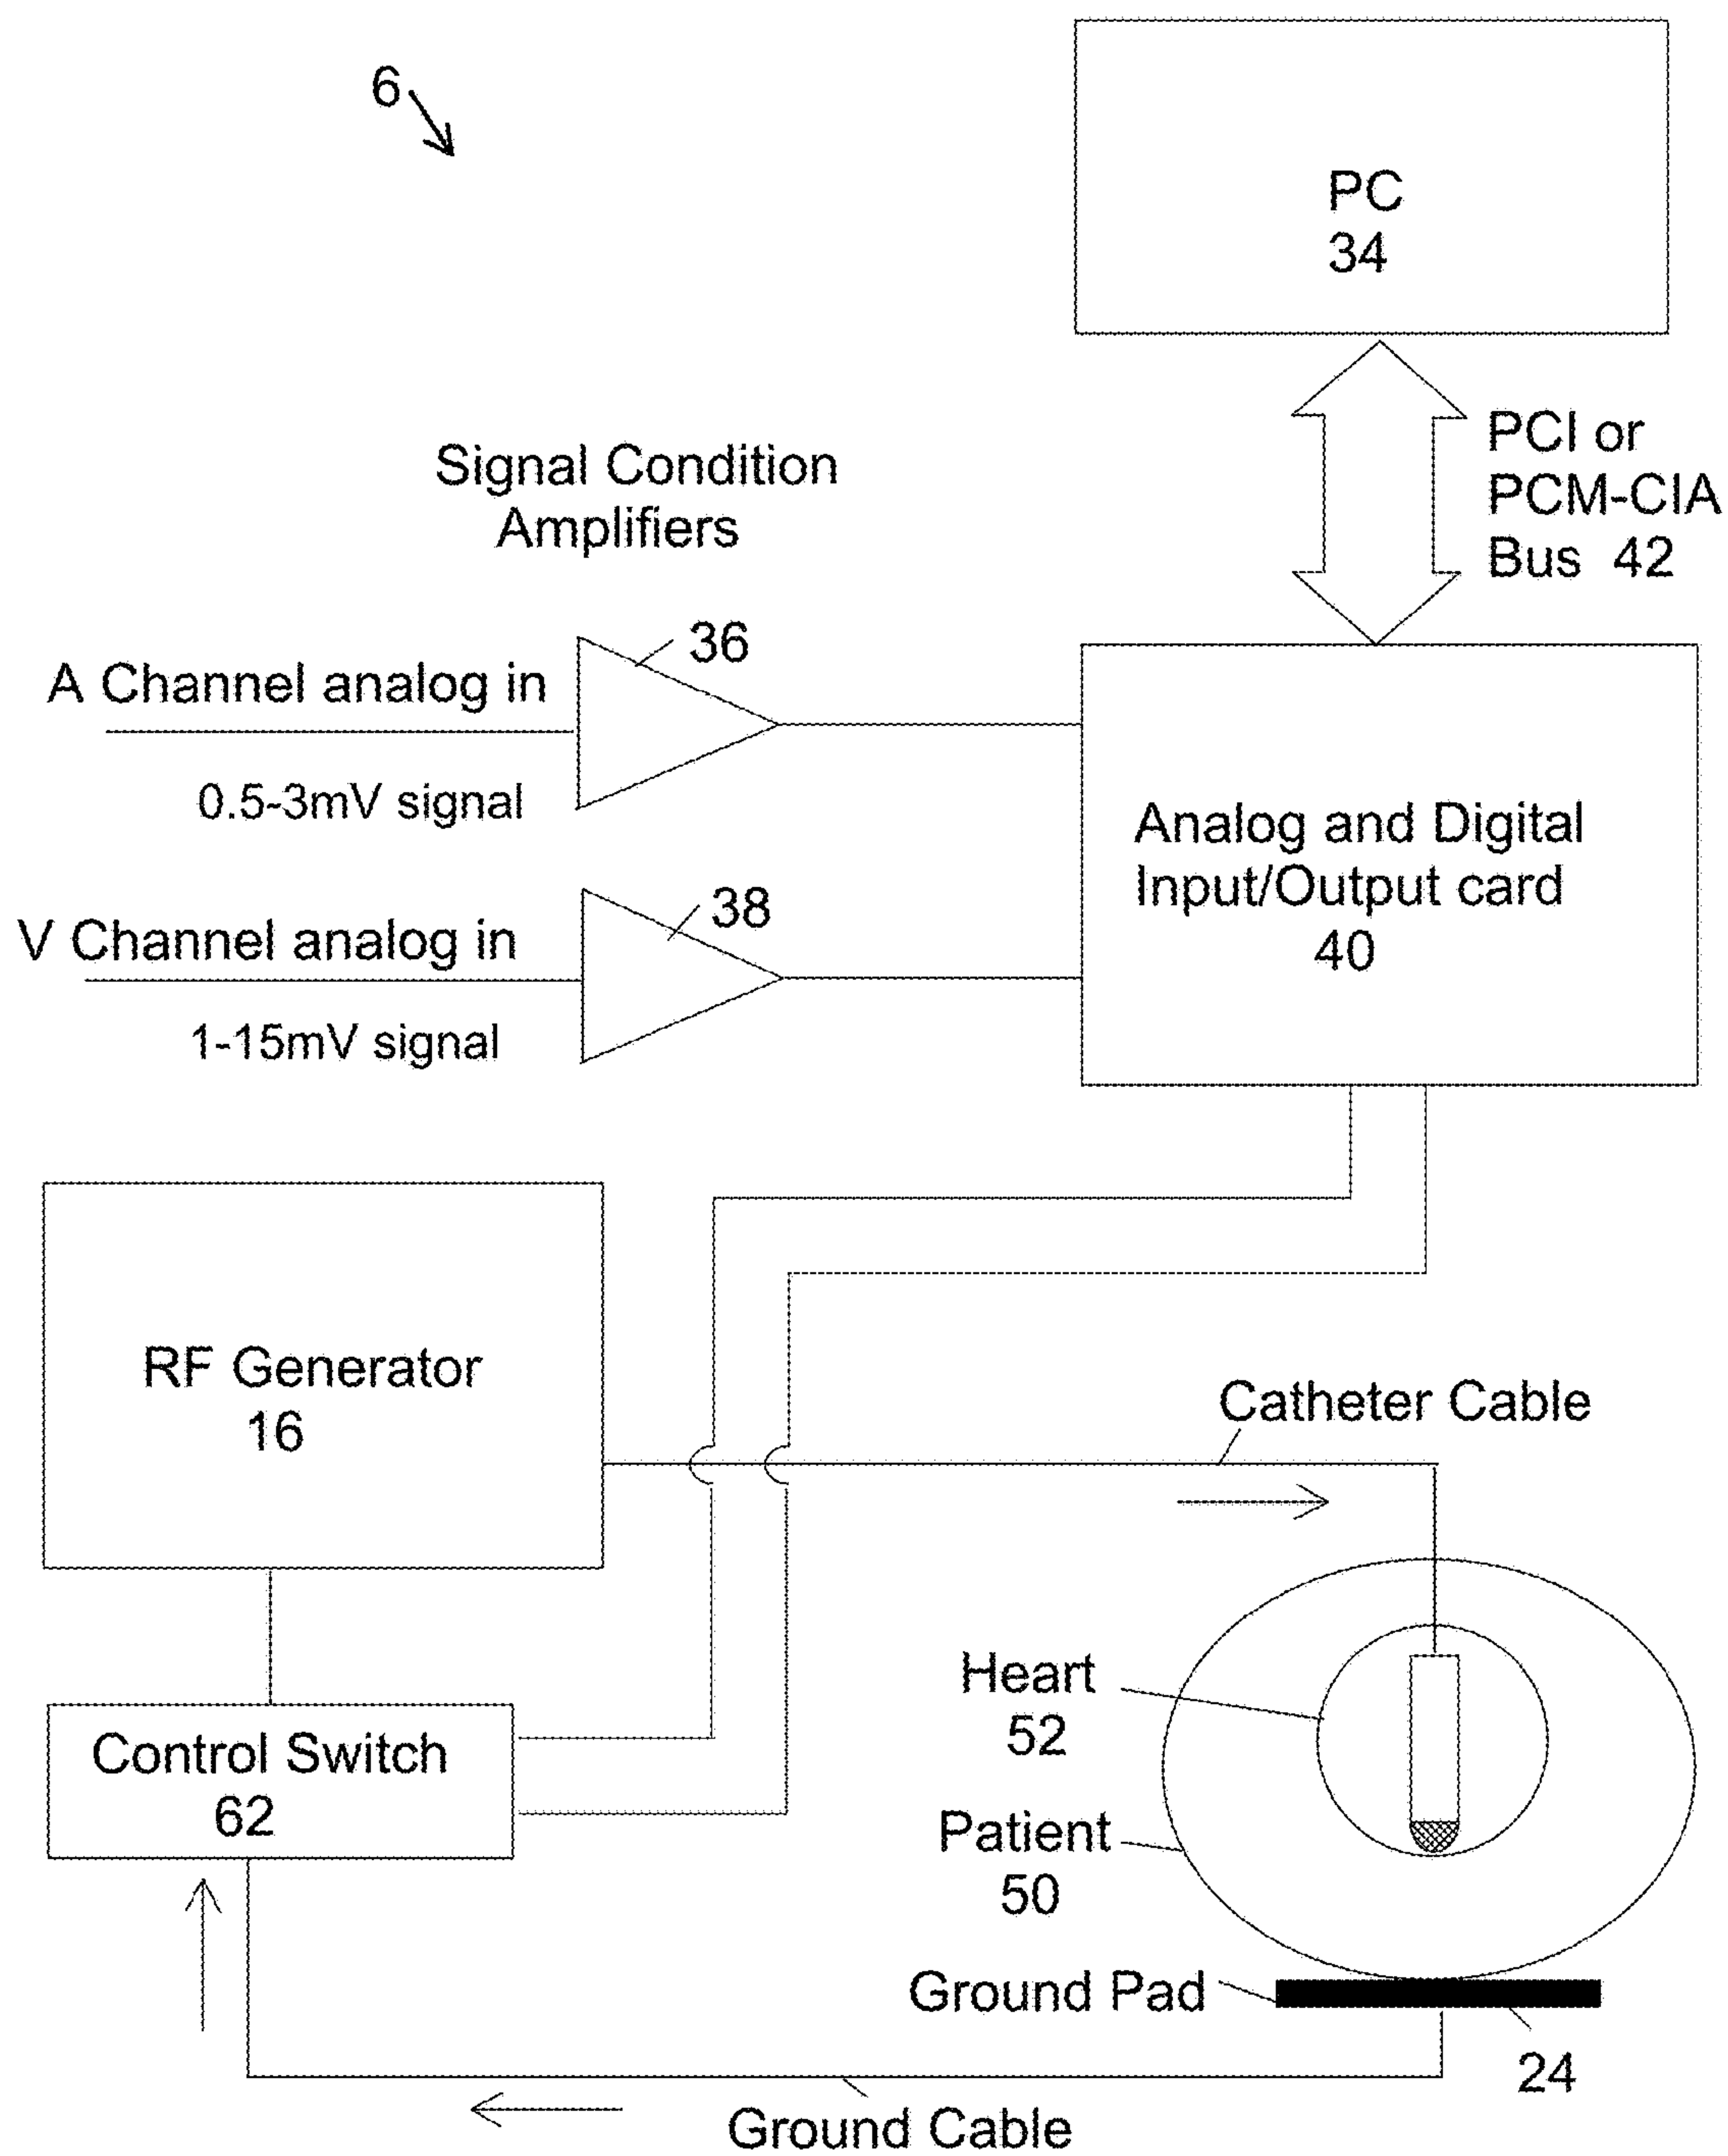 6
PC
34
PCI or
PCM-CIA
Bus 42
Signal Condition
Amplifiers
36
A Channel analog in
0.5-3mV signal
38
V Channel analog in
1-15mV signal
Analog and Digital
Input/Output card
40
RF Generator
16
Catheter Cable
Heart
52
Control Switch
62
Patient
50
Ground Pad
24
Ground Cable